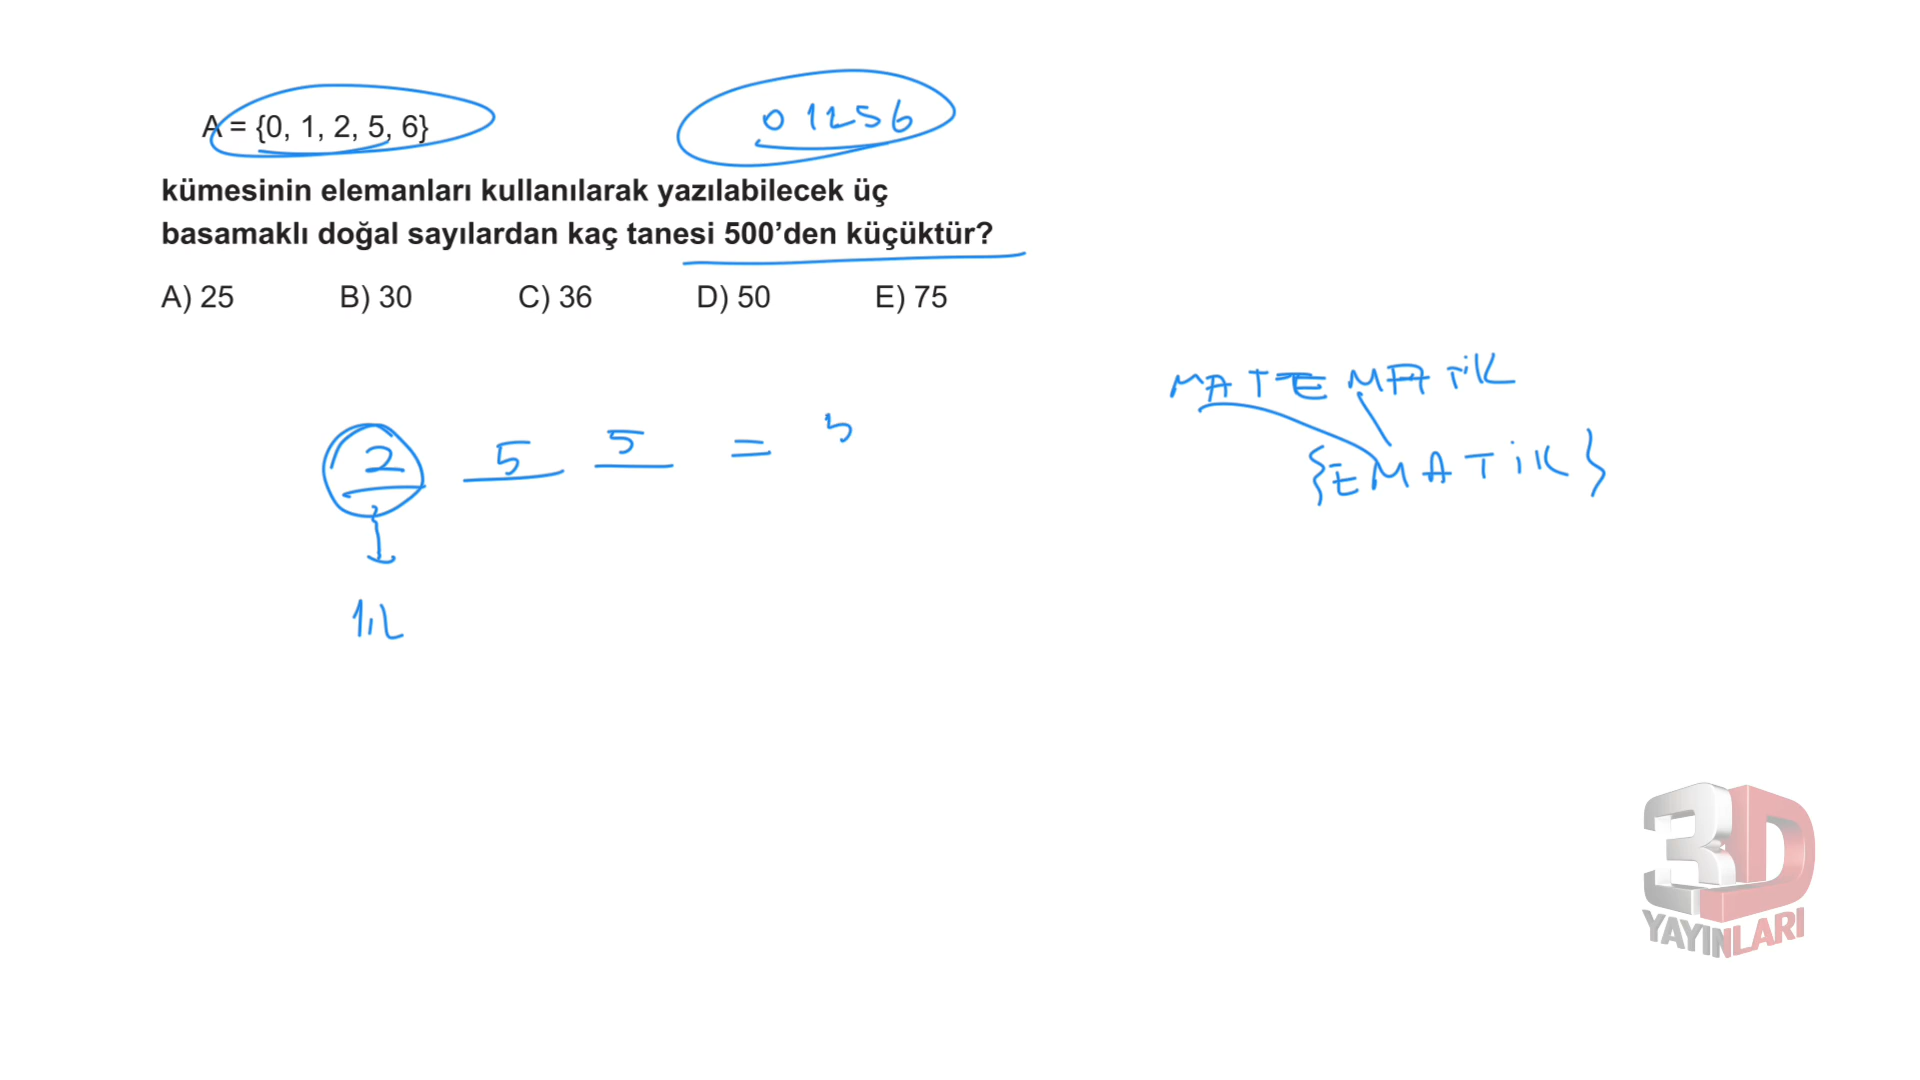 A = {0, 1, 2, 5, 6}
0 1 2 5 6
kümesinin elemanları kullanılarak yazılabilecek üç
basamaklı doğal sayılardan kaç tanesi 500’den küçüktür?
A) 25 B) 30 C) 36 D) 50 E) 75
MATEMATİK
{EMATİK}
2 5 5 = 5
1,2
3D
YAYINLARI